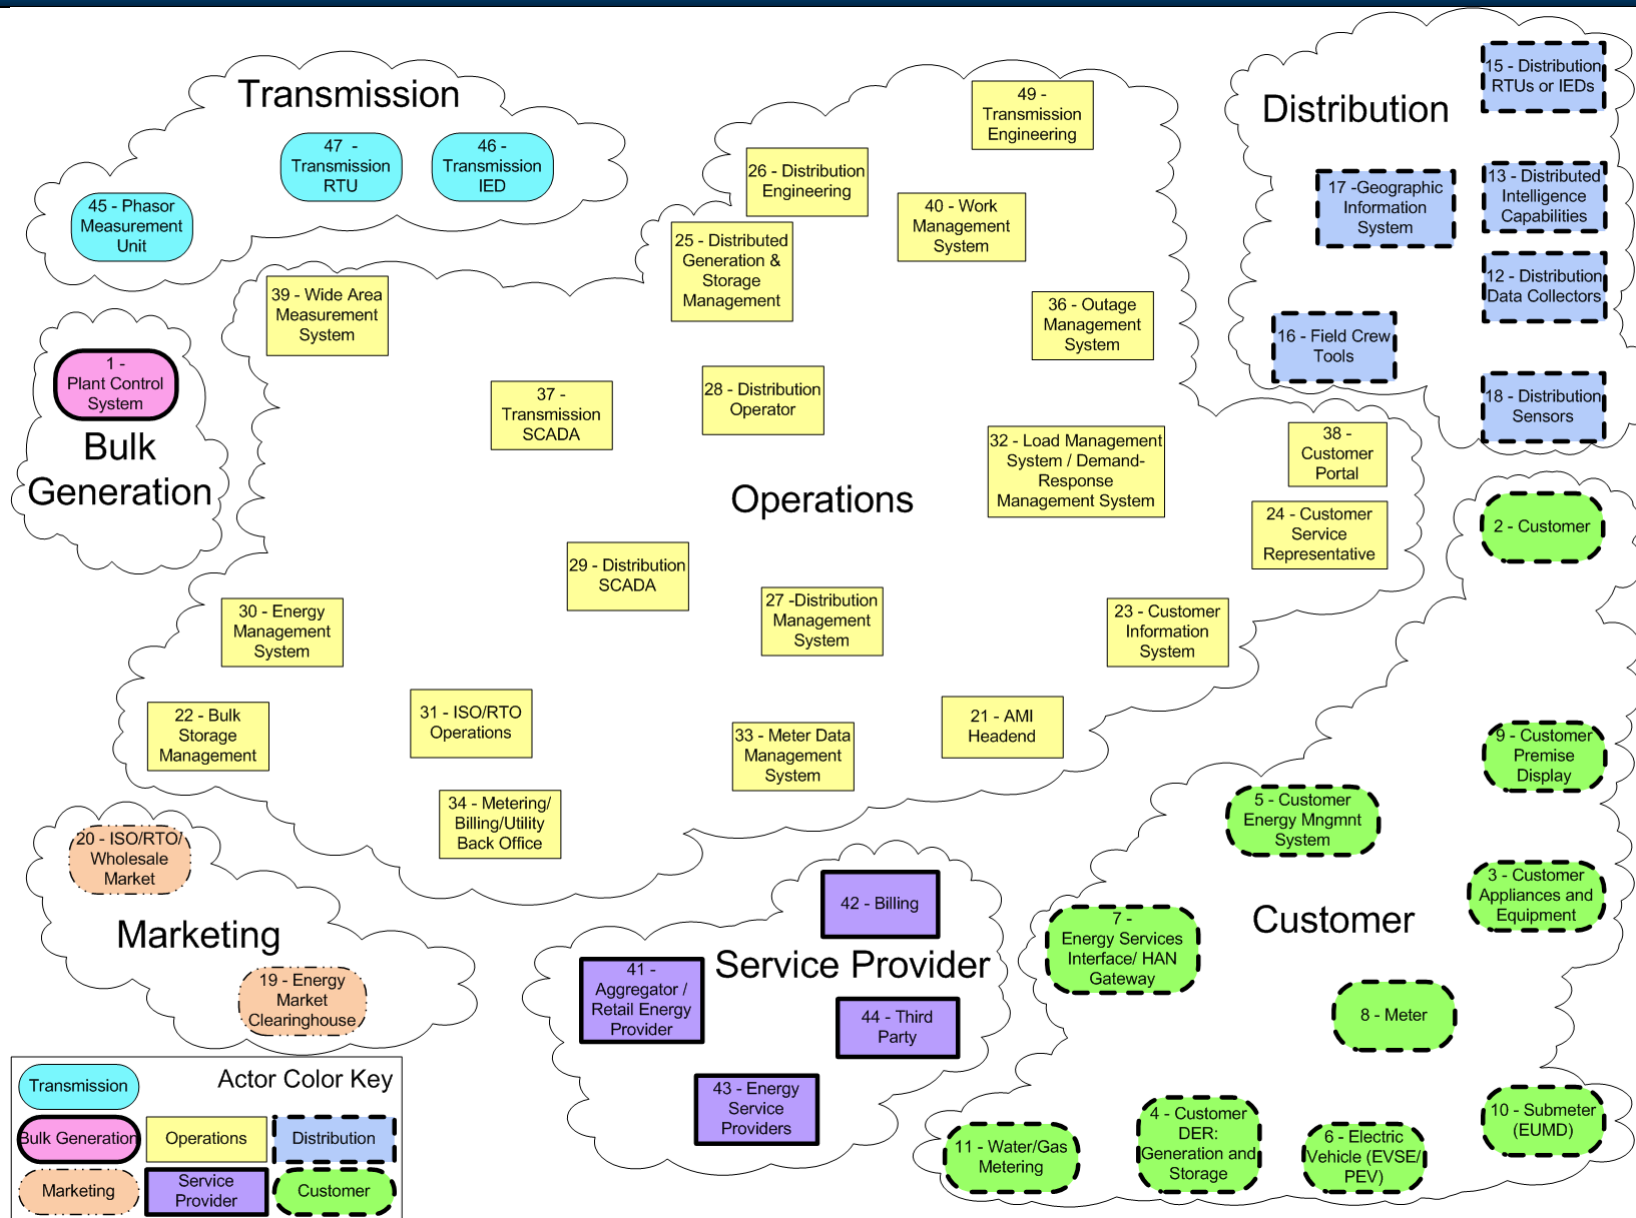 Transmission
47 -
Transmission
RTU
46 -
Transmission
IED
45 - Phasor
Measurement
Unit
49 -
Transmission
Engineering
26 - Distribution
Engineering
40 - Work
Management
System
25 - Distributed
Generation &
Storage
Management
39 - Wide Area
Measurement
System
36 - Outage
Management
System
28 - Distribution
Operator
37 -
Transmission
SCADA
32 - Load Management
System / Demand-
Response
Management System
38 -
Customer
Portal
24 - Customer
Service
Representative
Operations
29 - Distribution
SCADA
27 -Distribution
Management
System
23 - Customer
Information
System
30 - Energy
Management
System
22 - Bulk
Storage
Management
31 - ISO/RTO
Operations
33 - Meter Data
Management
System
21 - AMI
Headend
34 - Metering/
Billing/Utility
Back Office
Distribution
15 - Distribution
RTUs or IEDs
17 -Geographic
Information
System
13 - Distributed
Intelligence
Capabilities
12 - Distribution
Data Collectors
16 - Field Crew
Tools
18 - Distribution
Sensors
1 -
Plant Control
System
Bulk
Generation
2 - Customer
9 - Customer
Premise
Display
5 - Customer
Energy Mngmnt
System
3 - Customer
Appliances and
Equipment
Customer
7 -
Energy Services
Interface/ HAN
Gateway
8 - Meter
10 - Submeter
(EUMD)
4 - Customer
DER:
Generation and
Storage
6 - Electric
Vehicle (EVSE/
PEV)
11 - Water/Gas
Metering
20 - ISO/RTO/
Wholesale
Market
Marketing
19 - Energy
Market
Clearinghouse
42 - Billing
Service Provider
41 -
Aggregator /
Retail Energy
Provider
44 - Third
Party
43 - Energy
Service
Providers
Actor Color Key
Transmission
Bulk Generation
Operations
Distribution
Marketing
Service
Provider
Customer